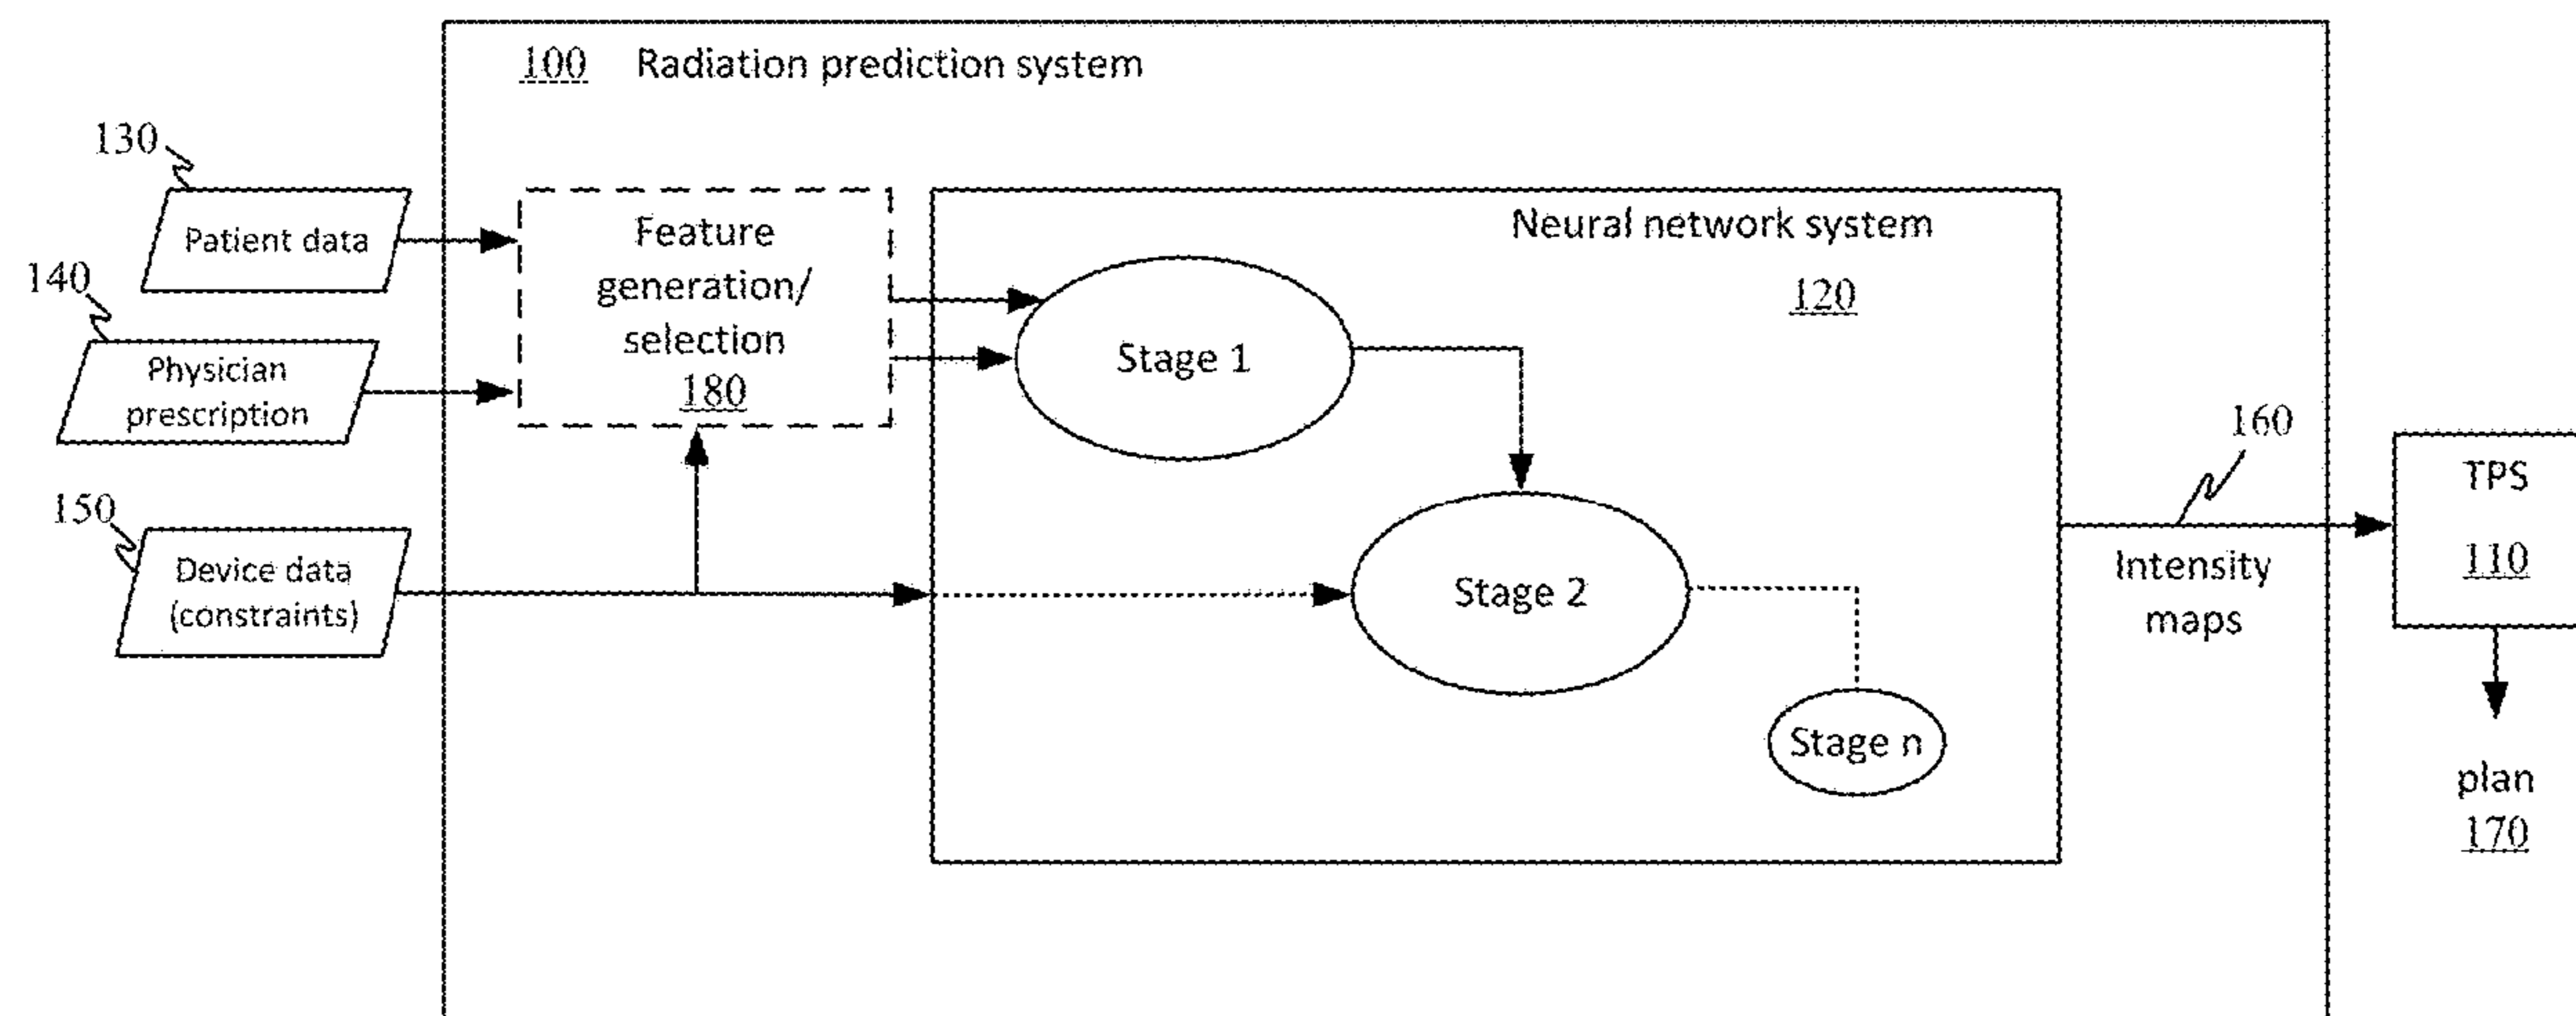 100 Radiation prediction system
130
Patient data
140
Physician
prescription
150
Device data
(constraints)
Feature
generation/
selection
180
Neural network system
120
Stage 1
Stage 2
Stage n
160
Intensity
maps
TPS
110
plan
170